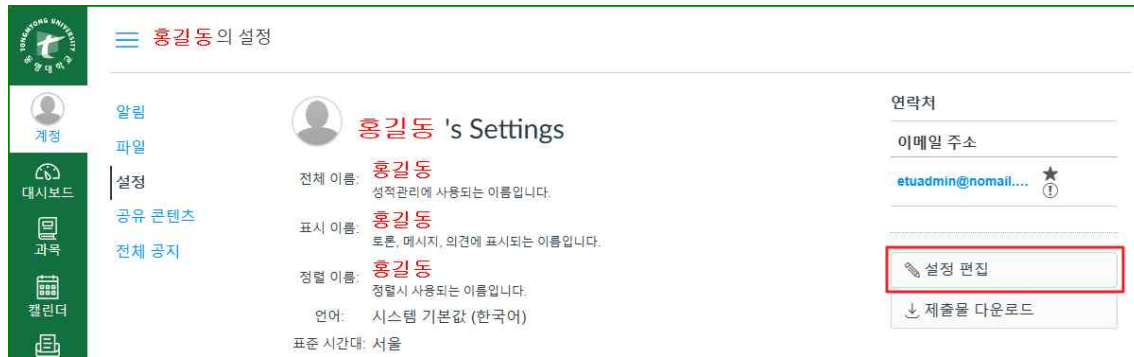 TONGMYONG UNIVERSITY
동명대학교
홍길동의 설정
계정
대시보드
과목
캘린더
알림
파일
설정
공유 콘텐츠
전체 공지
홍길동 's Settings
전체 이름: 홍길동
성적관리에 사용되는 이름입니다.
표시 이름: 홍길동
토론, 메시지, 의견에 표시되는 이름입니다.
정렬 이름: 홍길동
정렬시 사용되는 이름입니다.
언어: 시스템 기본값 (한국어)
표준 시간대: 서울
연락처
이메일 주소
etuadmin@nomail....
설정 편집
제출물 다운로드